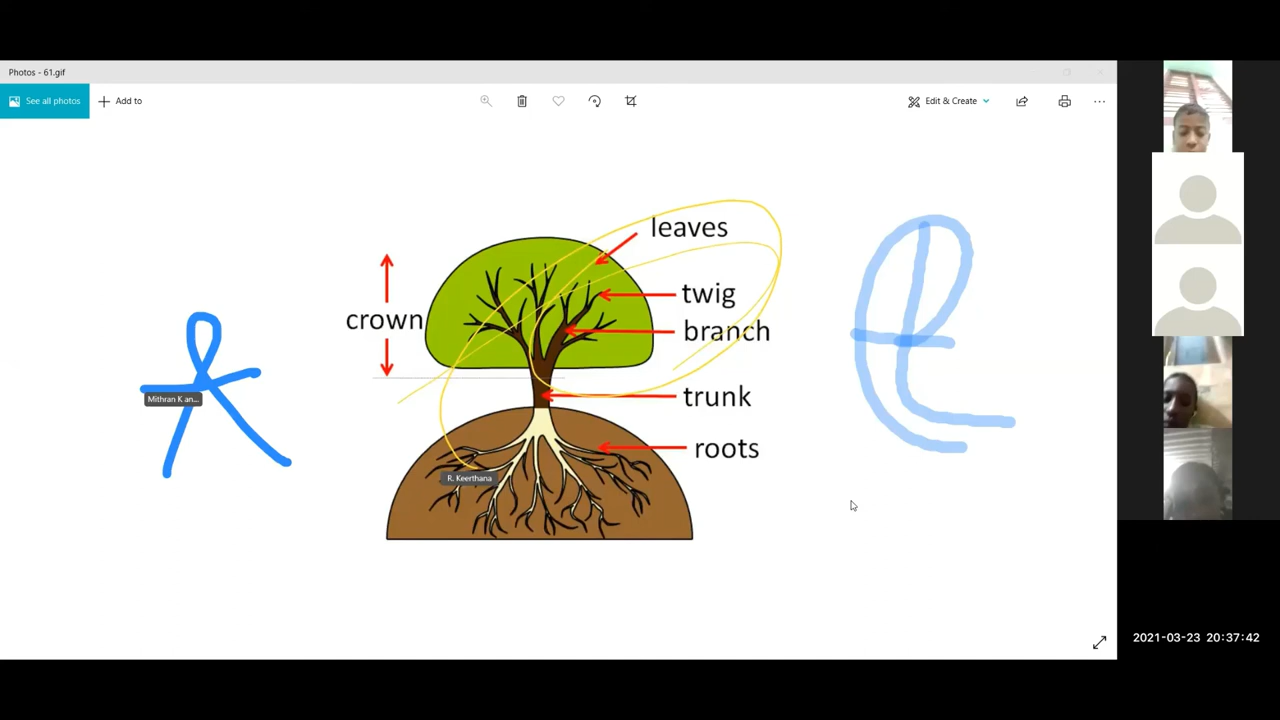 Photos - 61.gif
See all photos
Add to
Edit & Create
leaves
twig
crown
branch
trunk
Mithran K an...
roots
R. Keerthana
2021-03-23 20:37:42